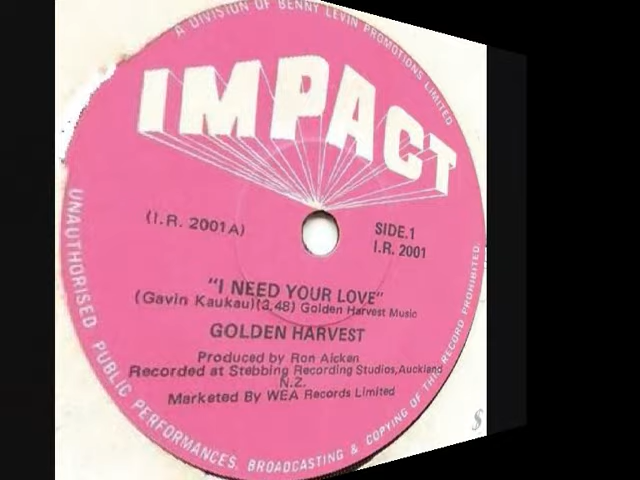 A DIVISION OF BENNY LEVIN PROMOTIONS LIMITED
IMPACT
(I.R. 2001A)
SIDE.1
I.R. 2001
"I NEED YOUR LOVE"
(Gavin Kaukau)(3,48) Golden Harvest Music
GOLDEN HARVEST
Produced by Ron Aicken
Recorded at Stebbing Recording Studios,Auckland
N.Z.
Marketed By WEA Records Limited
UNAUTHORISED PUBLIC PERFORMANCES, BROADCASTING & COPYING OF THIS RECORD PROHIBITED.